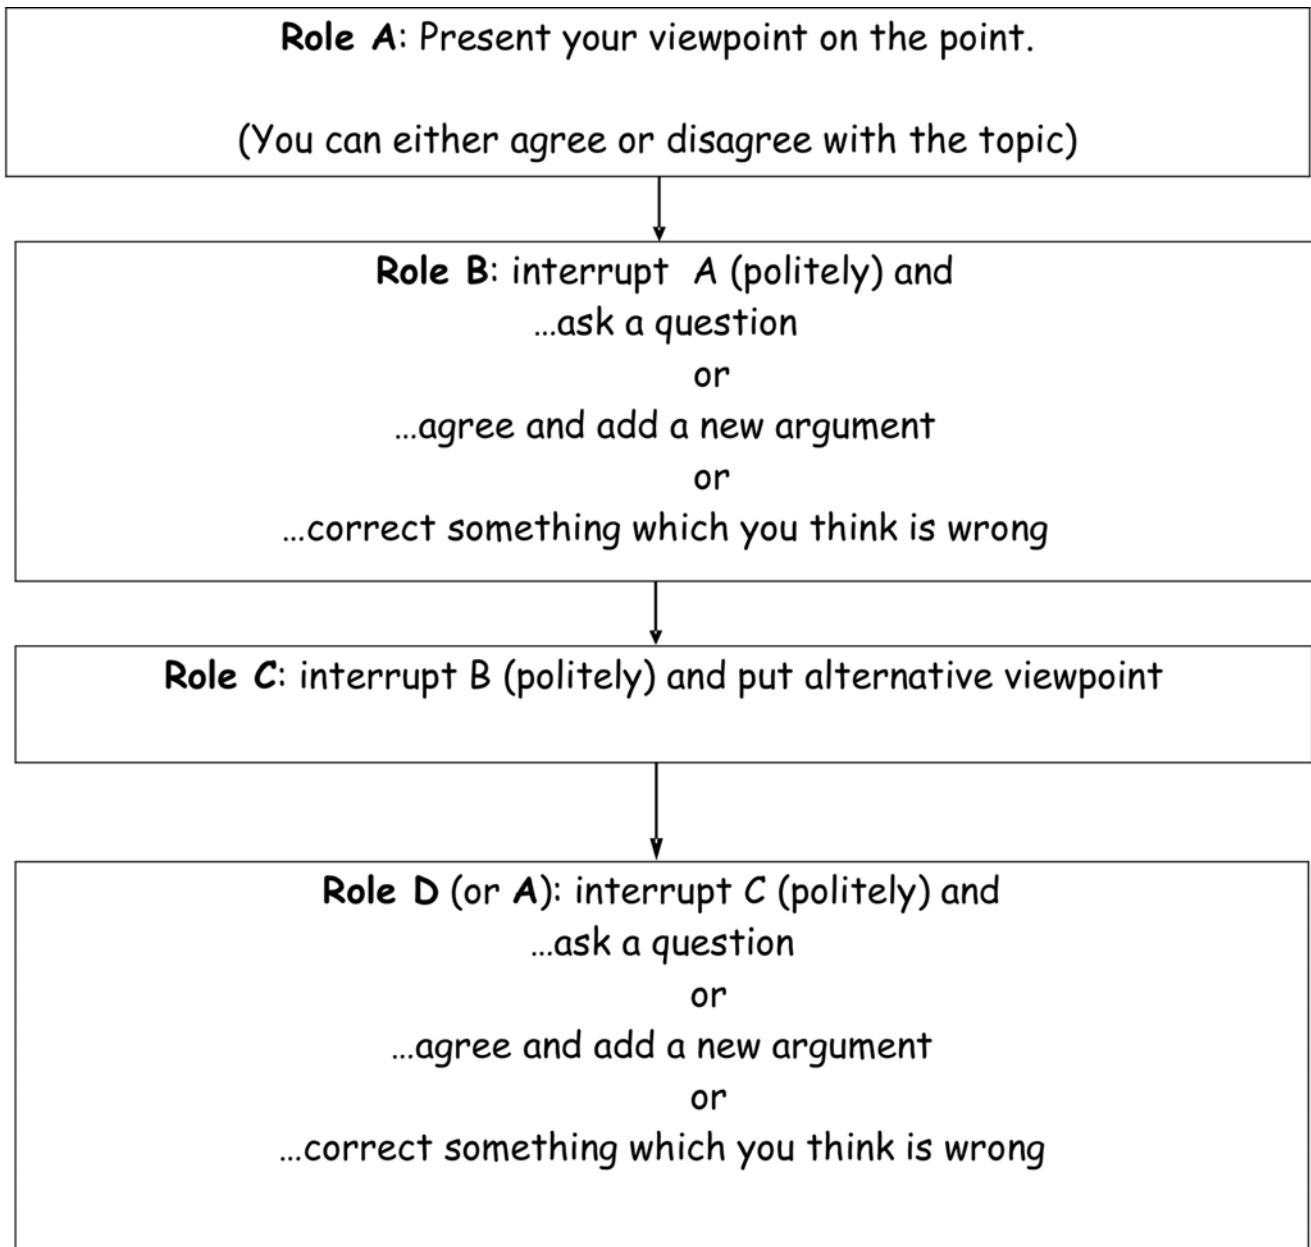 Role A: Present your viewpoint on the point.
(You can either agree or disagree with the topic)
Role B: interrupt A (politely) and
...ask a question
or
...agree and add a new argument
or
...correct something which you think is wrong
Role C: interrupt B (politely) and put alternative viewpoint
Role D (or A): interrupt C (politely) and
...ask a question
or
...agree and add a new argument
or
...correct something which you think is wrong